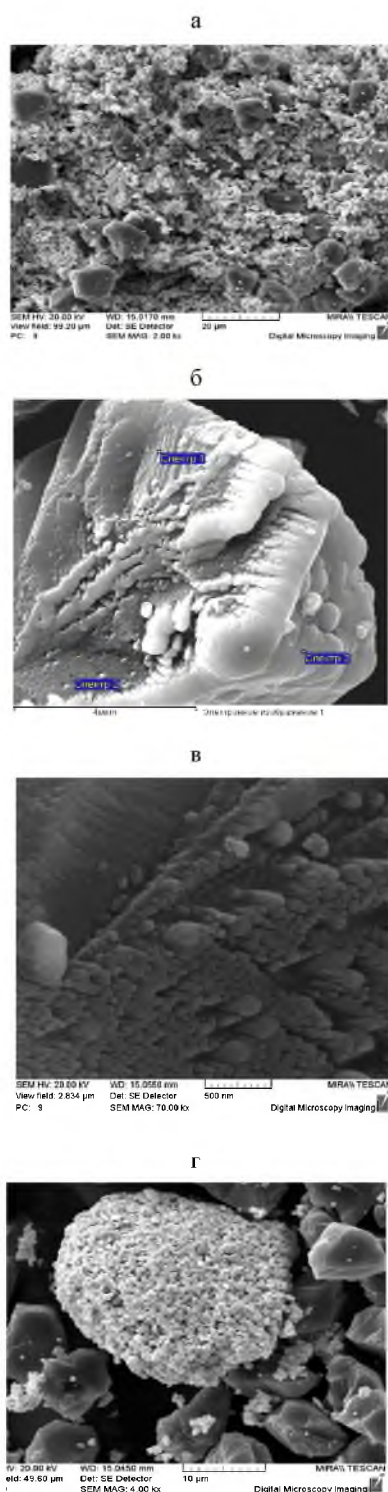 а
SEM HV: 20.00 kV WD: 15.0170 mm MIRA\\ TESCAN
View field: 99.20 µm Det: SE Detector 20 µm
PC: 9 SEM MAG: 2.00 kx Digital Microscopy Imaging
б
Спектр 1
Спектр 3
Спектр 2
4мкм Электронное изображение 1
в
SEM HV: 20.00 kV WD: 15.0550 mm MIRA\\ TESCAN
View field: 2.834 µm Det: SE Detector 500 nm
PC: 9 SEM MAG: 70.00 kx Digital Microscopy Imaging
г
HV: 20.00 kV WD: 15.0450 mm MIRA\\ TESCAN
eld: 49.60 µm Det: SE Detector 10 µm
SEM MAG: 4.00 kx Digital Microscopy Imaging